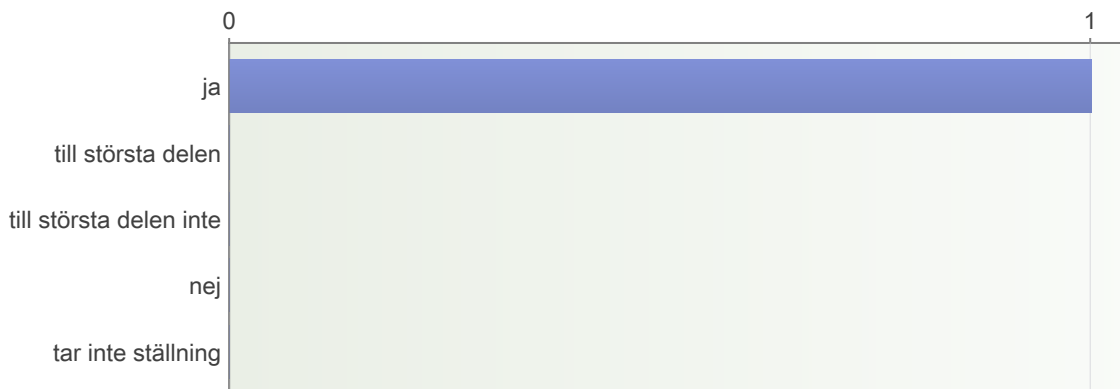 0 1
ja
till största delen
till största delen inte
nej
tar inte ställning